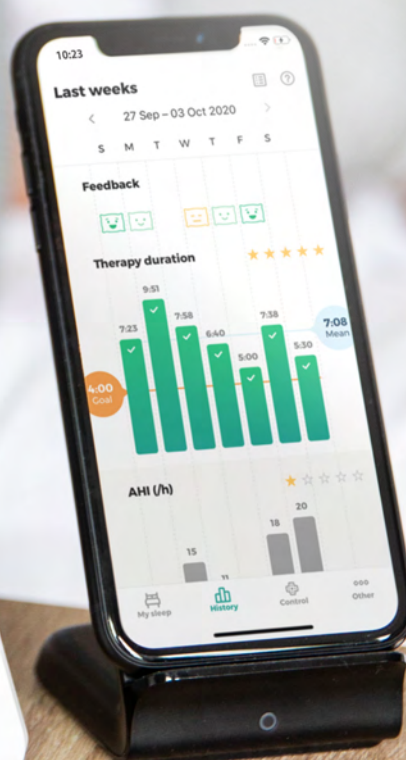 10:23
Last weeks
27 Sep – 03 Oct 2020
S M T W T F S
Feedback
Therapy duration
9:51
7:23 7:58 6:40 5:00 7:38 5:30
7:08
Mean
4:00
Goal
AHI (/h)
15 11 18 20
My sleep History Control Other